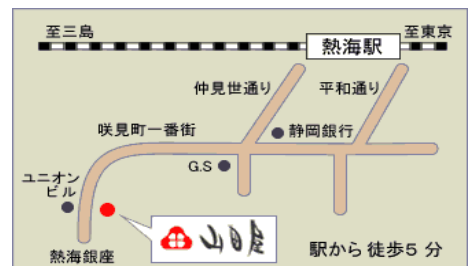 至三島
熱海駅
至東京
仲見世通り
平和通り
咲見町一番街
静岡銀行
G.S
ユニオン
ビル
山田屋
熱海銀座
駅から徒歩5 分